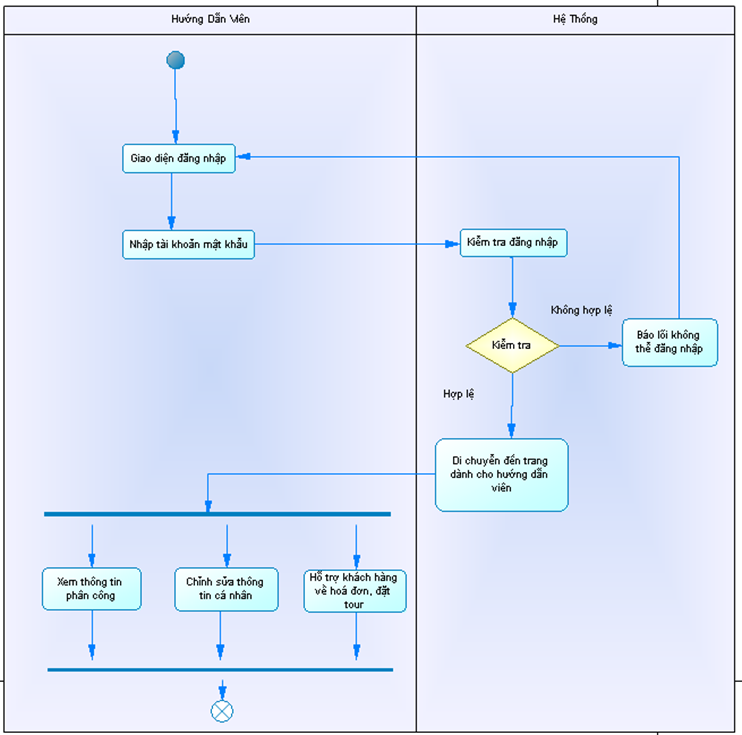 Hướng Dẫn Viên
Hệ Thống
Giao diện đăng nhập
Nhập tài khoản mật khẩu
Kiểm tra đăng nhập
Không hợp lệ
Kiểm tra
Báo lỗi không
thể đăng nhập
Hợp lệ
Di chuyển đến trang
dành cho hướng dẫn
viên
Xem thông tin
phân công
Chỉnh sửa thông
tin cá nhân
Hỗ trợ khách hàng
về hoá đơn, đặt
tour